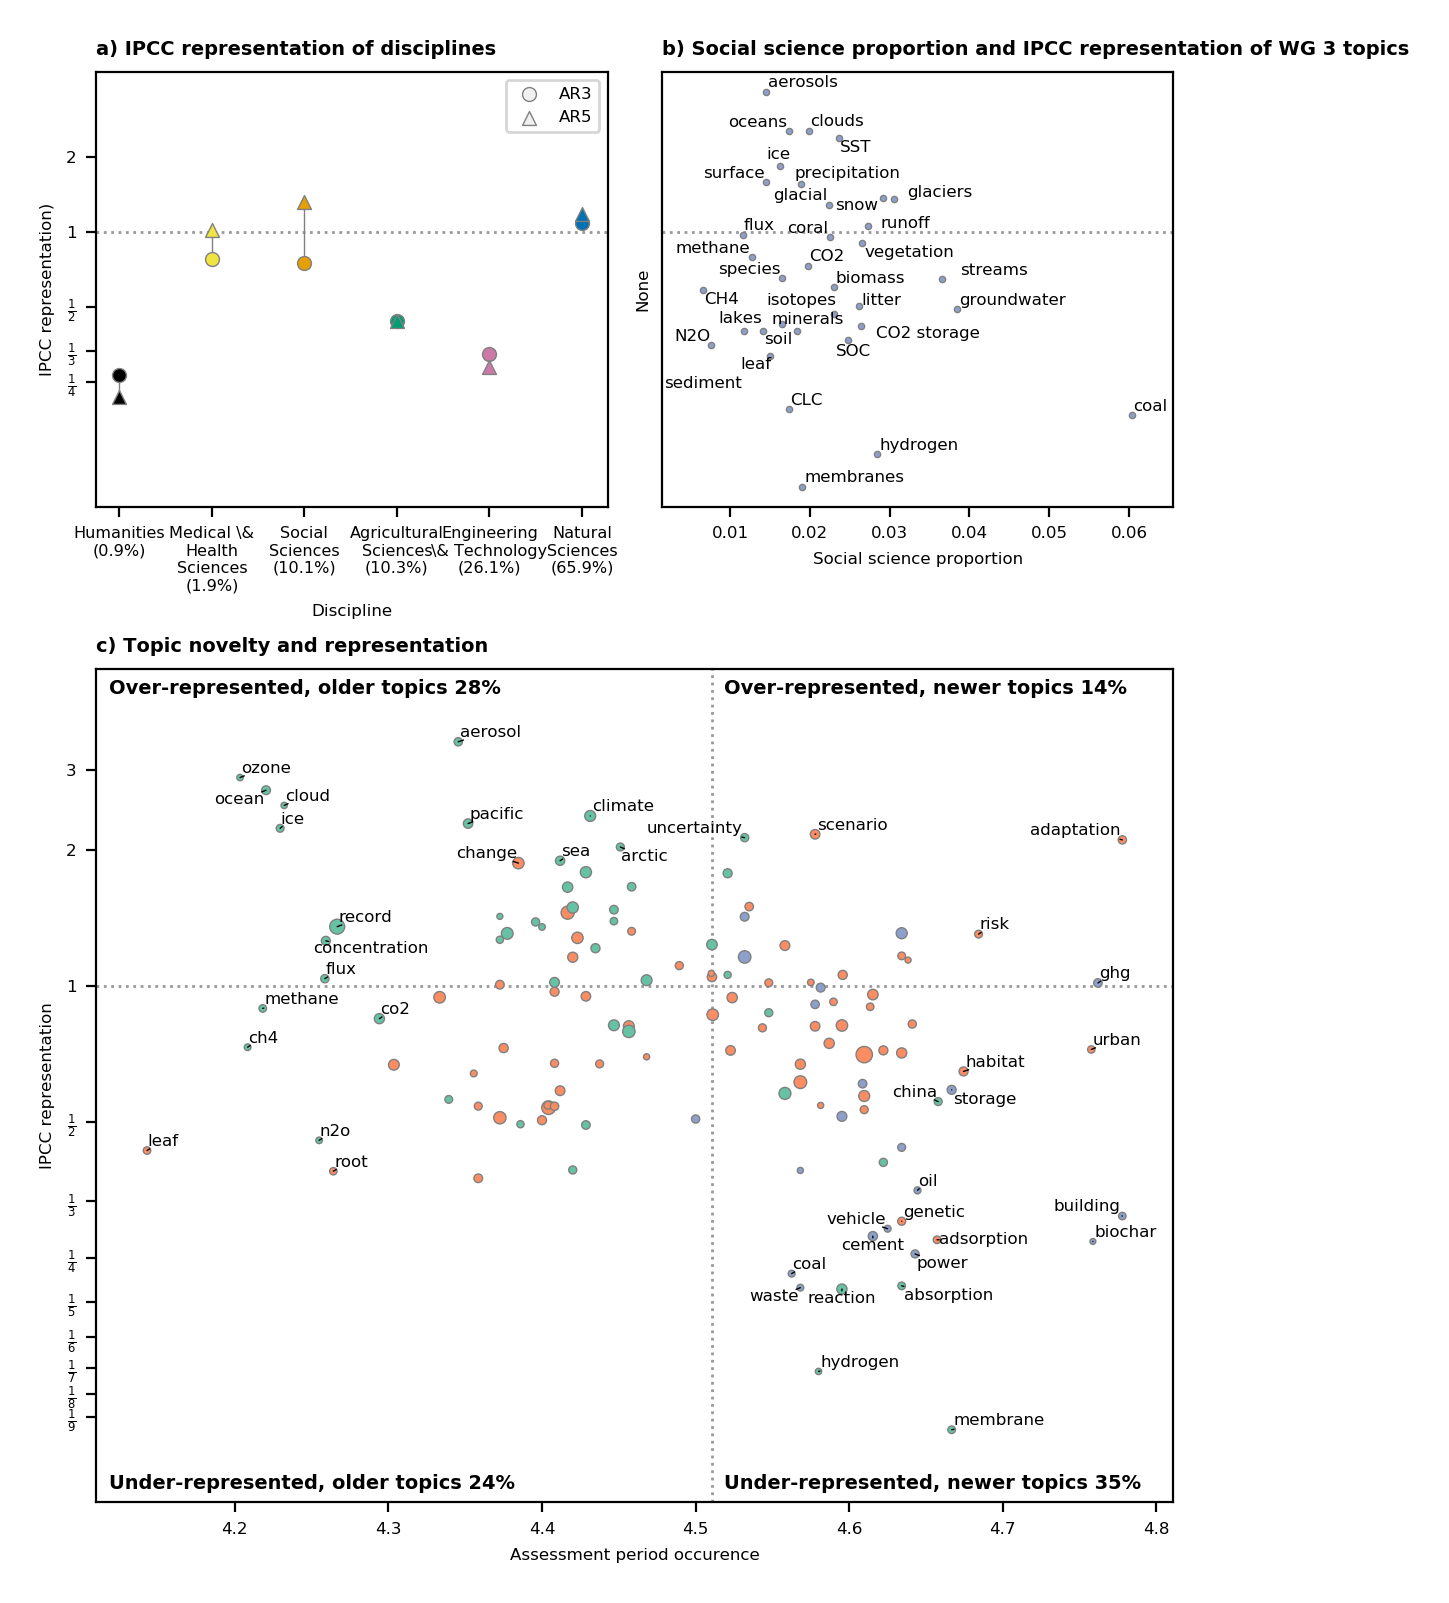 a) IPCC representation of disciplines
IPCC representation)
2
1
1/2
1/3
1/4
AR3
AR5
Humanities
(0.9%)
Medical \&
Health
Sciences
(1.9%)
Social
Sciences
(10.1%)
Agricultural
Sciences
(10.3%)
Engineering
\& Technology
(26.1%)
Natural
Sciences
(65.9%)
Discipline
b) Social science proportion and IPCC representation of WG 3 topics
None
aerosols
oceans
clouds
SST
ice
surface
precipitation
glacial
snow
glaciers
flux
coral
runoff
methane
CO2
vegetation
species
biomass
streams
CH4
isotopes
litter
groundwater
lakes
minerals
N2O
soil
CO2 storage
SOC
leaf
sediment
CLC
coal
hydrogen
membranes
0.01
0.02
0.03
0.04
0.05
0.06
Social science proportion
c) Topic novelty and representation
Over-represented, older topics 28%
Over-represented, newer topics 14%
IPCC representation
3
2
1
1/2
1/3
1/4
1/5
1/6
1/7
1/8
1/9
aerosol
ozone
ocean
cloud
ice
pacific
climate
uncertainty
scenario
adaptation
change
sea
arctic
record
concentration
risk
flux
ghg
methane
co2
ch4
urban
habitat
china
storage
n2o
leaf
root
oil
building
genetic
vehicle
biochar
adsorption
cement
power
coal
waste
reaction
absorption
hydrogen
membrane
Under-represented, older topics 24%
Under-represented, newer topics 35%
4.2
4.3
4.4
4.5
4.6
4.7
4.8
Assessment period occurence